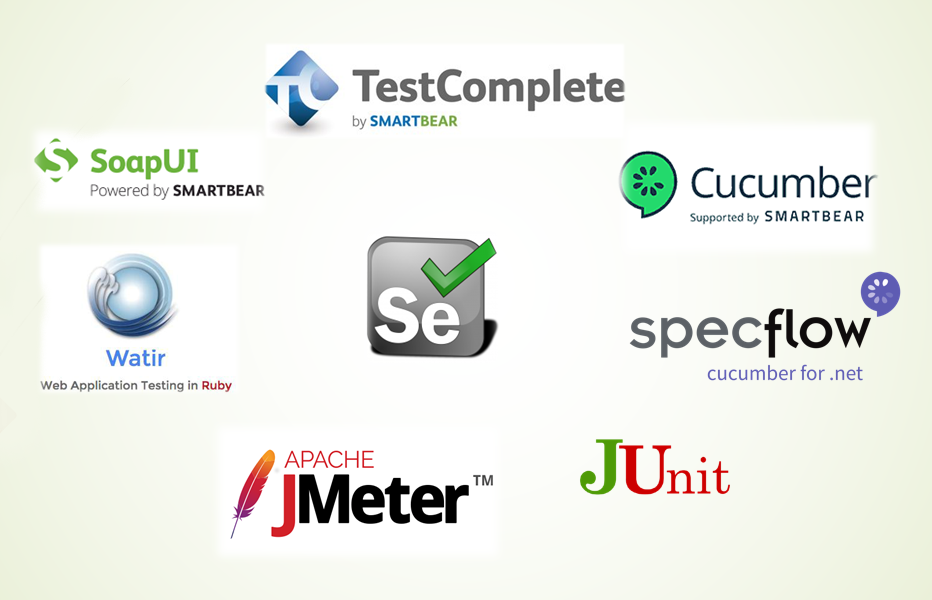 TC TestComplete
by SMARTBEAR
S SoapUI
Powered by SMARTBEAR
Cucumber
Supported by SMARTBEAR
Se
Watir
Web Application Testing in Ruby
specflow
cucumber for .net
APACHE
JMeter™
JUnit